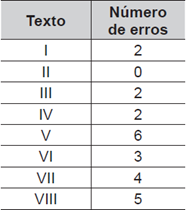 Texto Número de erros
I 2
II 0
III 2
IV 2
V 6
VI 3
VII 4
VIII 5